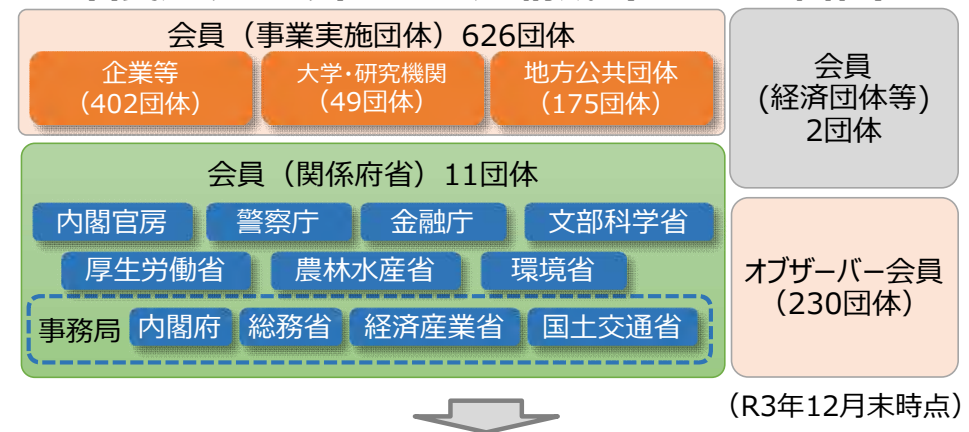 会員（事業実施団体）626団体
企業等
（402団体）
大学・研究機関
（49団体）
地方公共団体
（175団体）
会員
(経済団体等)
2団体
会員（関係府省）11団体
内閣官房 警察庁 金融庁 文部科学省
厚生労働省 農林水産省 環境省
事務局 内閣府 総務省 経済産業省 国土交通省
オブザーバー会員
（230団体）
（R3年12月末時点）